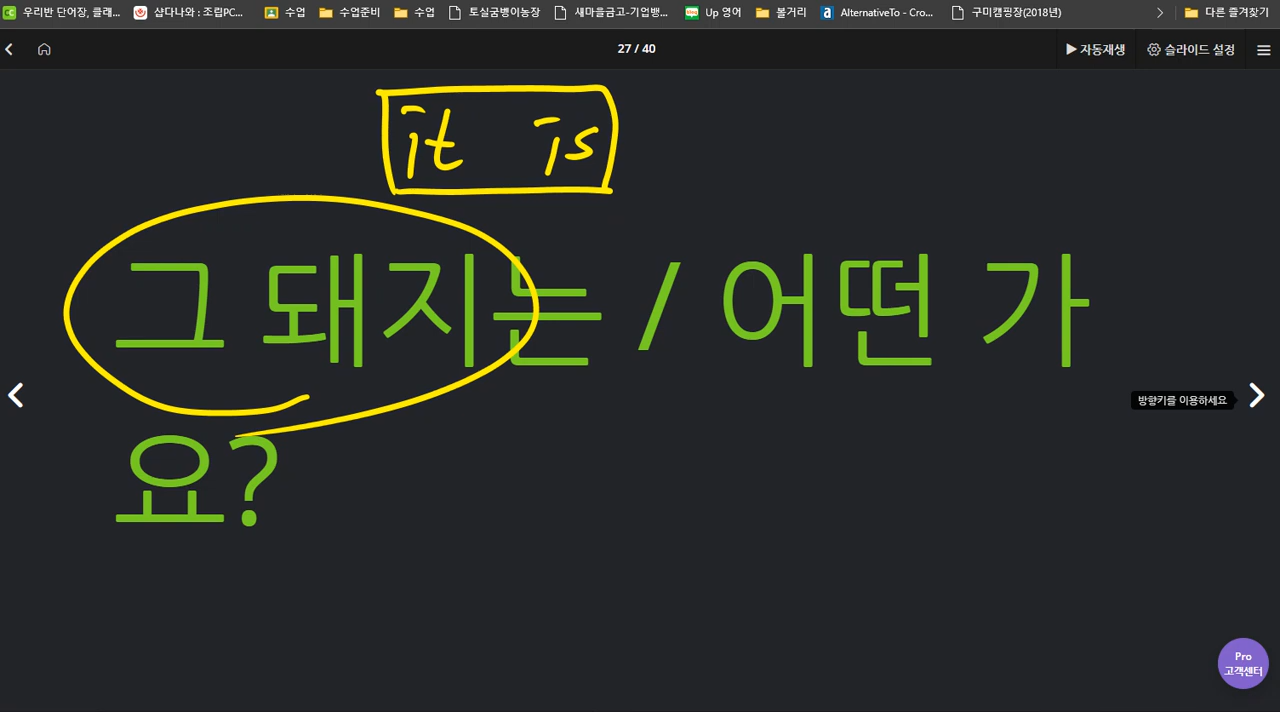 우리반 단어장, 클래... 샵다나와 : 조립PC... 수업 수업준비 수업 토실굼벵이농장 새마을금고-기업뱅... Up 영어 볼거리 AlternativeTo - Cro... 구미캠핑장(2018년) 다른 즐겨찾기
27 / 40 자동재생 슬라이드 설정
it is
그 돼지는 / 어떤 가
방향키를 이용하세요
요?
Pro
고객센터